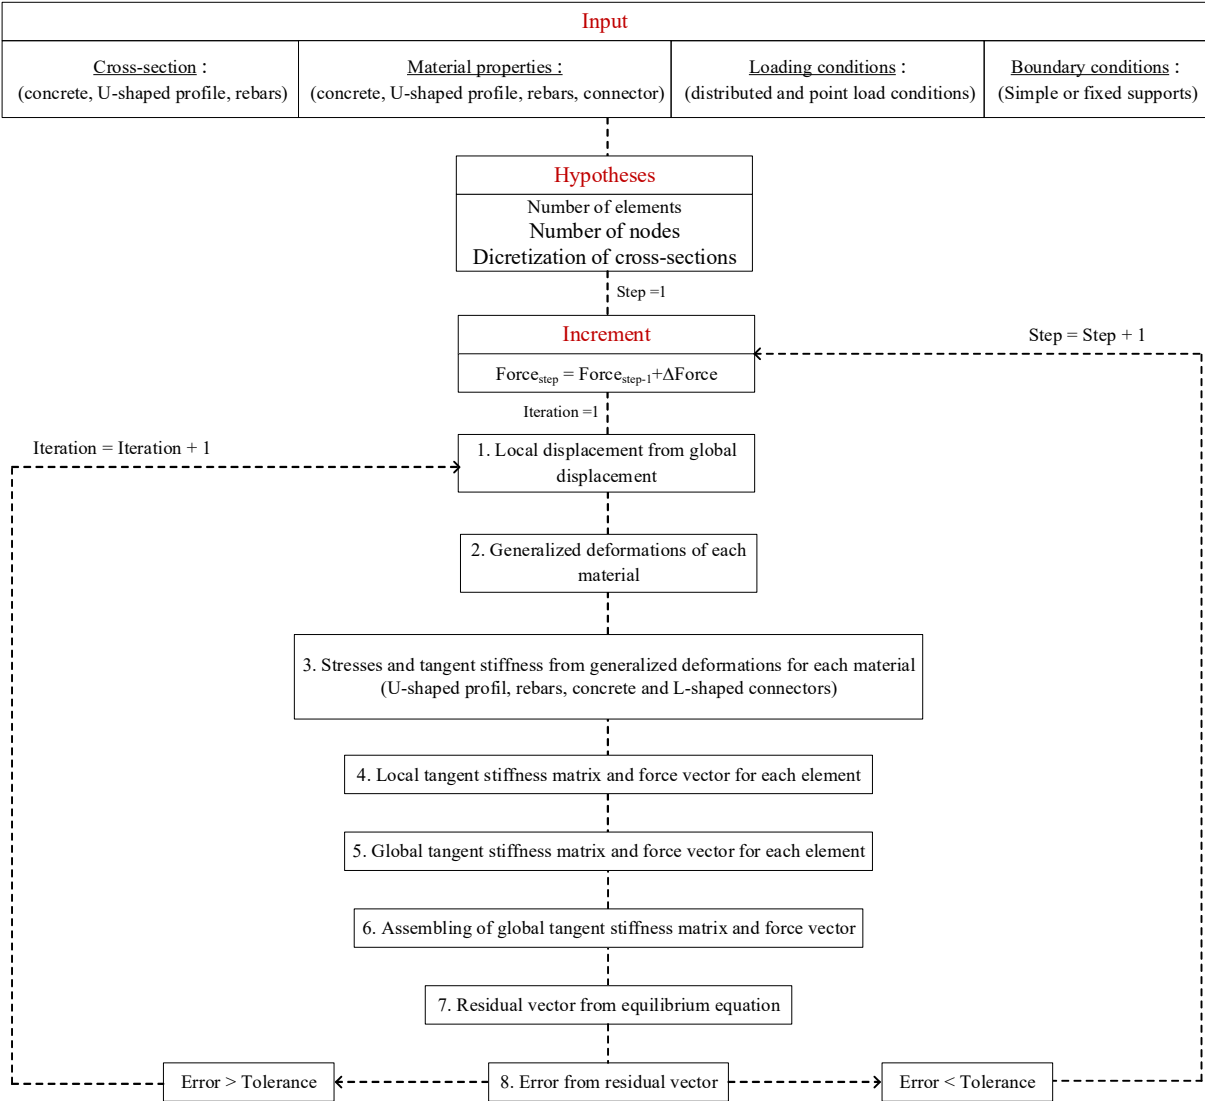 Input
Cross-section :
(concrete, U-shaped profile, rebars)
Material properties :
(concrete, U-shaped profile, rebars, connector)
Loading conditions :
(distributed and point load conditions)
Boundary conditions :
(Simple or fixed supports)
Hypotheses
Number of elements
Number of nodes
Dicretization of cross-sections
Step =1
Increment
Force_step = Force_step-1+ΔForce
Step = Step + 1
Iteration =1
Iteration = Iteration + 1
1. Local displacement from global
displacement
2. Generalized deformations of each
material
3. Stresses and tangent stiffness from generalized deformations for each material
(U-shaped profil, rebars, concrete and L-shaped connectors)
4. Local tangent stiffness matrix and force vector for each element
5. Global tangent stiffness matrix and force vector for each element
6. Assembling of global tangent stiffness matrix and force vector
7. Residual vector from equilibrium equation
Error > Tolerance
8. Error from residual vector
Error < Tolerance